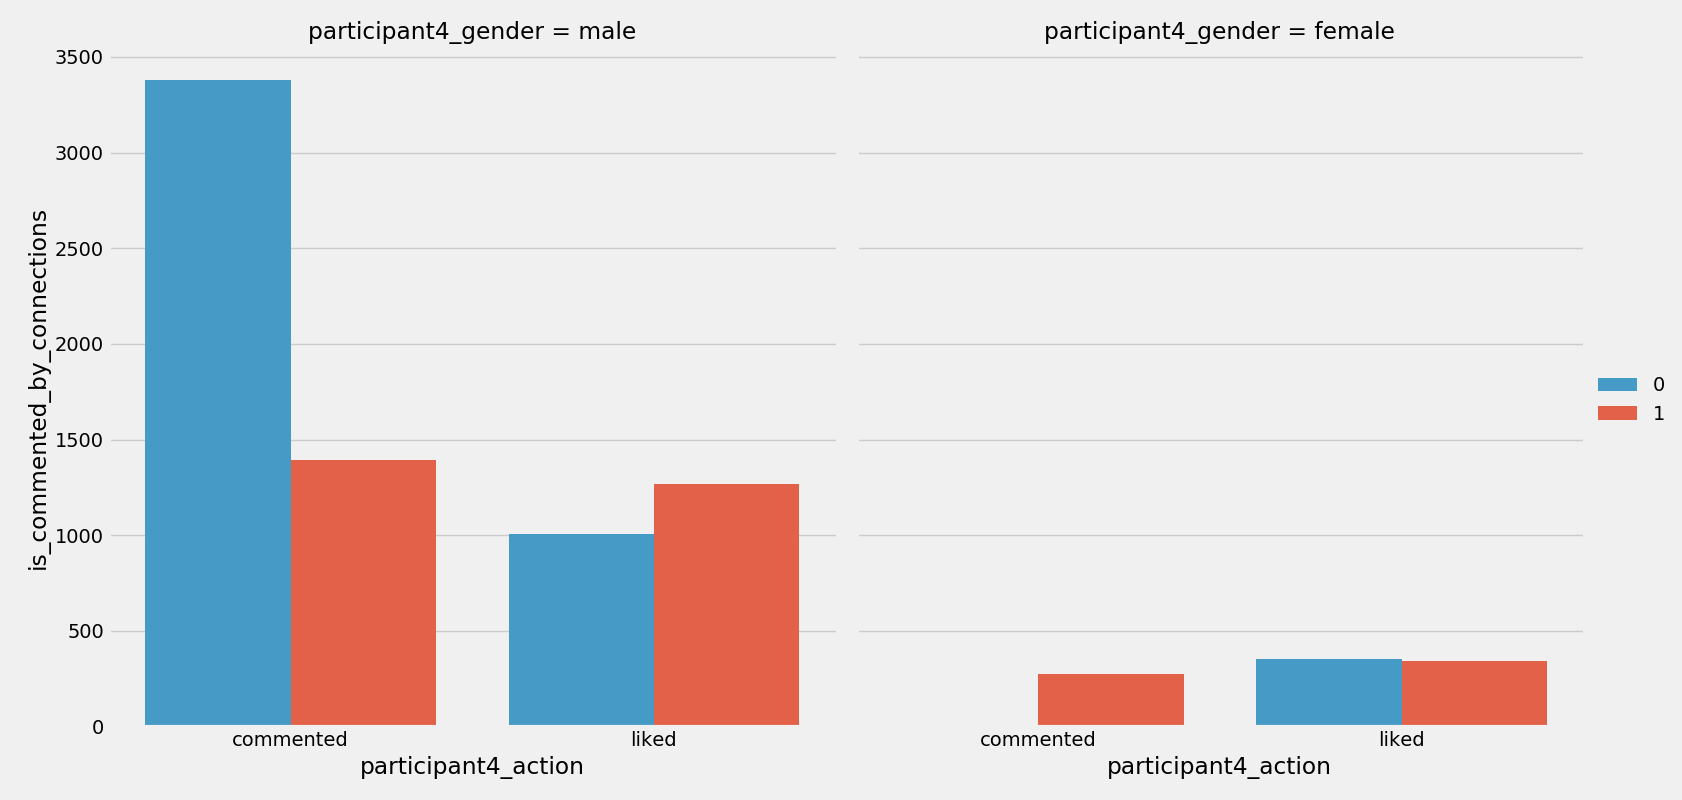 participant4_gender = male
participant4_gender = female
is_commented_by_connections
3500
3000
2500
2000
1500
1000
500
0
commented
liked
commented
liked
participant4_action
participant4_action
0
1